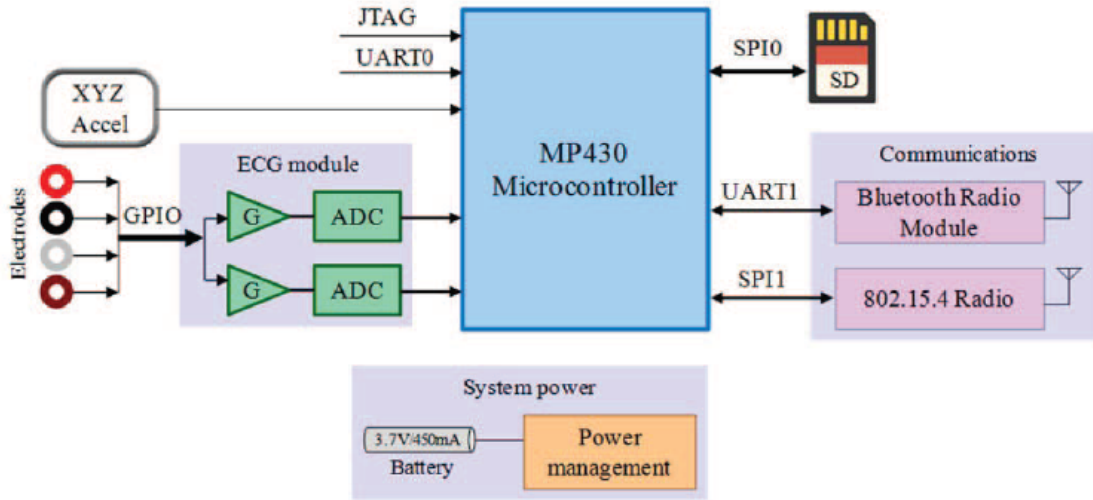 JTAG
UART0
XYZ
Accel
ECG module
Electrodes
GPIO
G
ADC
G
ADC
MP430
Microcontroller
SPI0
SD
Communications
UART1
Bluetooth Radio
Module
SPI1
802.15.4 Radio
System power
3.7V/450mA
Battery
Power
management